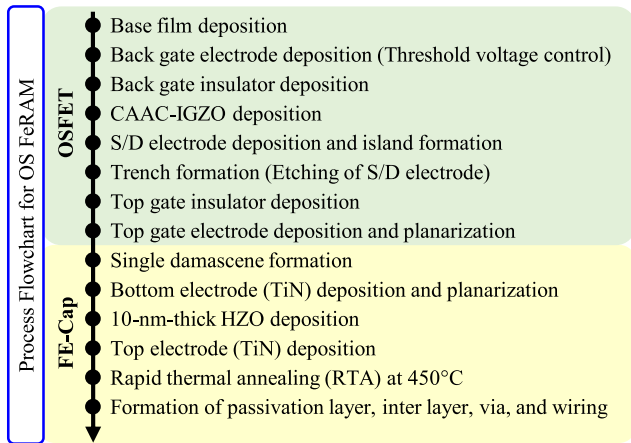 Process Flowchart for OS FeRAM
OSFET
Base film deposition
Back gate electrode deposition (Threshold voltage control)
Back gate insulator deposition
CAAC-IGZO deposition
S/D electrode deposition and island formation
Trench formation (Etching of S/D electrode)
Top gate insulator deposition
Top gate electrode deposition and planarization
FE-Cap
Single damascene formation
Bottom electrode (TiN) deposition and planarization
10-nm-thick HZO deposition
Top electrode (TiN) deposition
Rapid thermal annealing (RTA) at 450°C
Formation of passivation layer, inter layer, via, and wiring